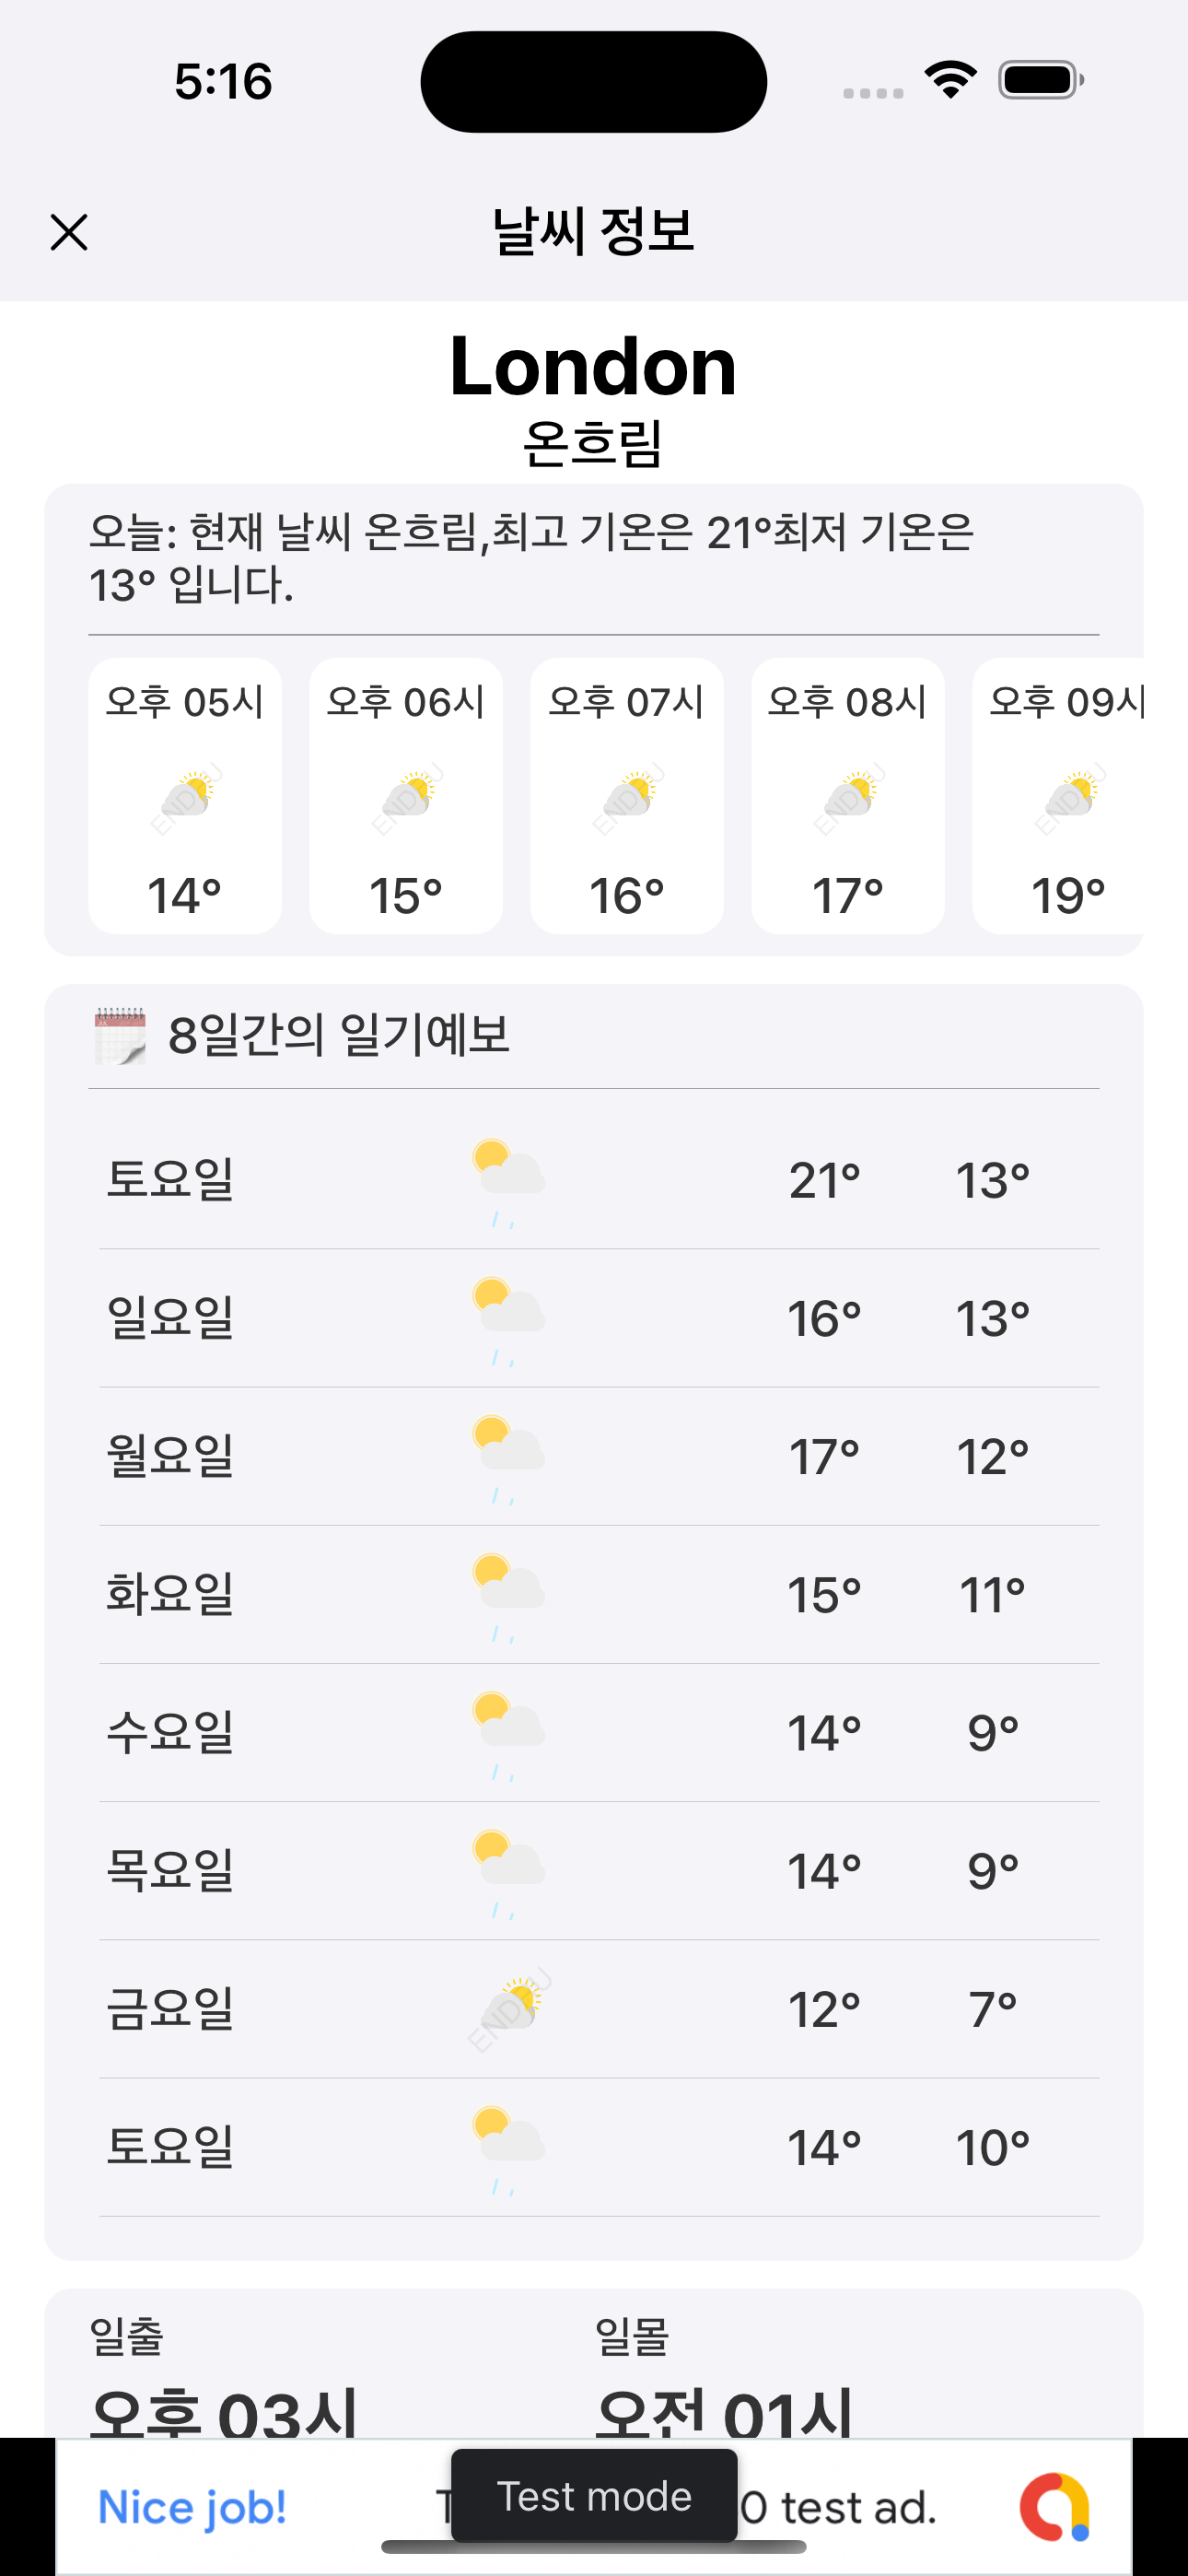 5:16
날씨 정보
London
온흐림
오늘: 현재 날씨 온흐림,최고 기온은 21°최저 기온은
13° 입니다.
오후 05시 오후 06시 오후 07시 오후 08시 오후 09시
14° 15° 16° 17° 19°
8일간의 일기예보
토요일 21° 13°
일요일 16° 13°
월요일 17° 12°
화요일 15° 11°
수요일 14° 9°
목요일 14° 9°
금요일 12° 7°
토요일 14° 10°
일출 일몰
오후 03시 오전 01시
Nice job! Test mode 0 test ad.